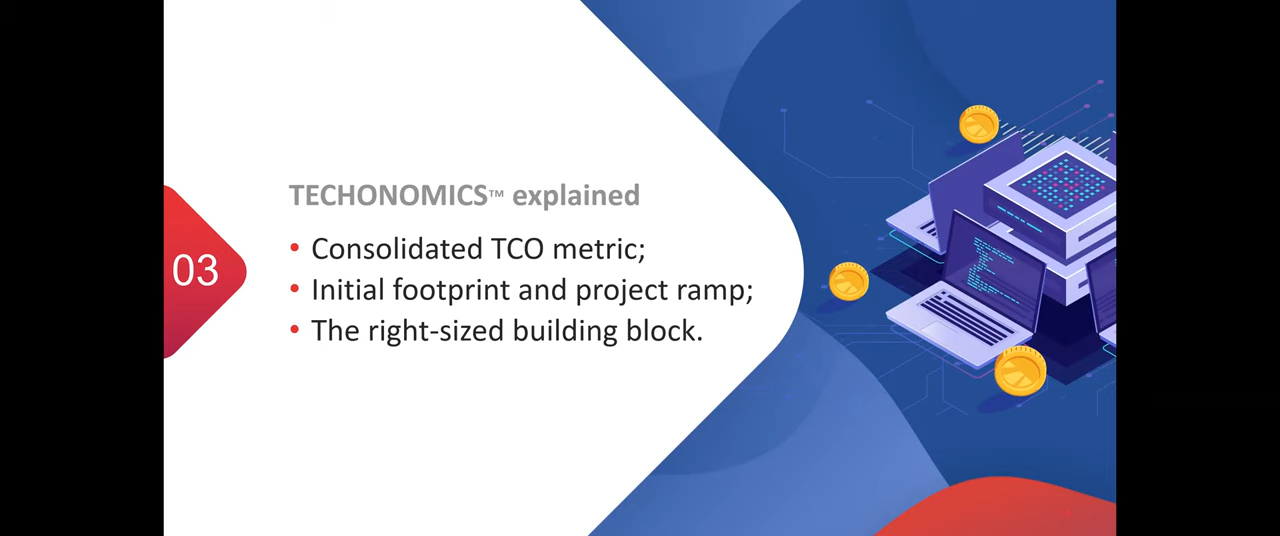 TECHONOMICS™ explained
03
• Consolidated TCO metric;
• Initial footprint and project ramp;
• The right-sized building block.